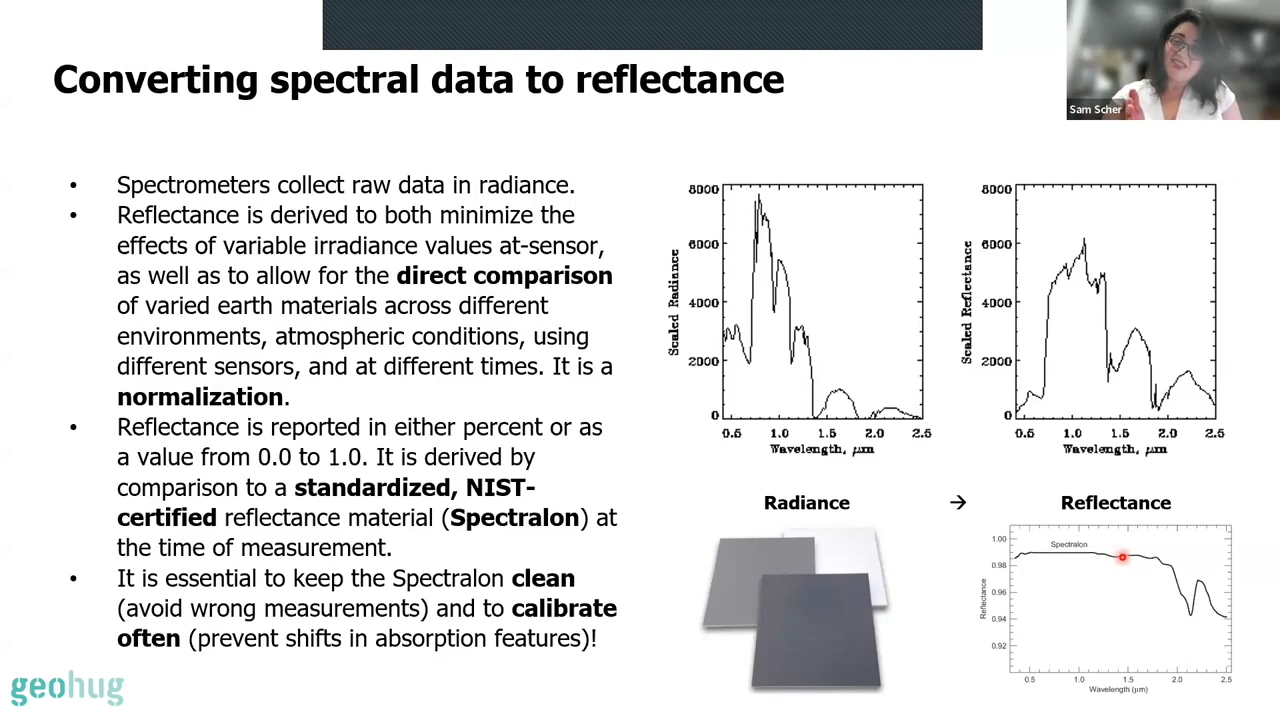 Converting spectral data to reflectance
Sam Scher
• Spectrometers collect raw data in radiance.
• Reflectance is derived to both minimize the
effects of variable irradiance values at-sensor,
as well as to allow for the direct comparison
of varied earth materials across different
environments, atmospheric conditions, using
different sensors, and at different times. It is a
normalization.
• Reflectance is reported in either percent or as
a value from 0.0 to 1.0. It is derived by
comparison to a standardized, NIST-
certified reflectance material (Spectralon) at
the time of measurement.
• It is essential to keep the Spectralon clean
(avoid wrong measurements) and to calibrate
often (prevent shifts in absorption features)!
geohug
8000
6000
4000
2000
0
Scaled Radiance
0.5 1.0 1.5 2.0 2.5
Wavelength, μm
8000
6000
4000
2000
0
Scaled Reflectance
0.5 1.0 1.5 2.0 2.5
Wavelength, μm
Radiance → Reflectance
1.00
0.98
0.96
0.94
0.92
Reflectance
Spectralon
0.5 1.0 1.5 2.0 2.5
Wavelength (μm)